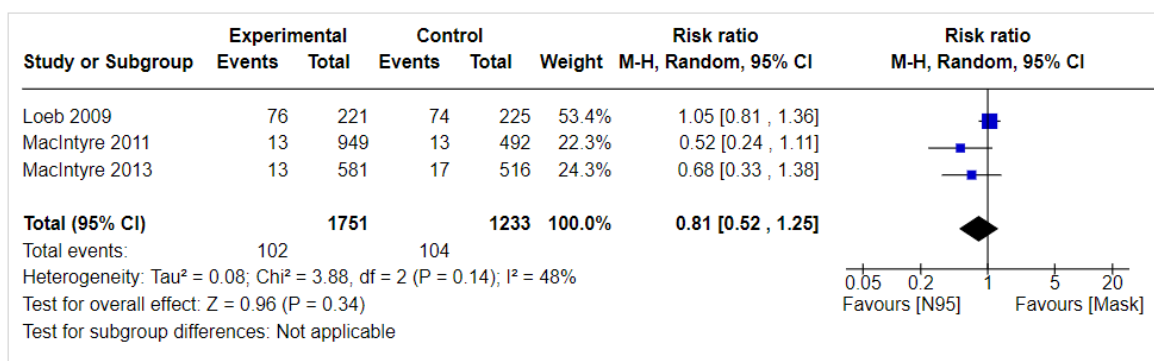 Experimental Control Risk ratio Risk ratio
Study or Subgroup Events Total Events Total Weight M-H, Random, 95% CI M-H, Random, 95% CI
Loeb 2009 76 221 74 225 53.4% 1.05 [0.81 , 1.36]
MacIntyre 2011 13 949 13 492 22.3% 0.52 [0.24 , 1.11]
MacIntyre 2013 13 581 17 516 24.3% 0.68 [0.33 , 1.38]
Total (95% CI) 1751 1233 100.0% 0.81 [0.52 , 1.25]
Total events: 102 104
Heterogeneity: Tau² = 0.08; Chi² = 3.88, df = 2 (P = 0.14); I² = 48%
0.05 0.2 1 5 20
Test for overall effect: Z = 0.96 (P = 0.34)
Favours [N95] Favours [Mask]
Test for subgroup differences: Not applicable